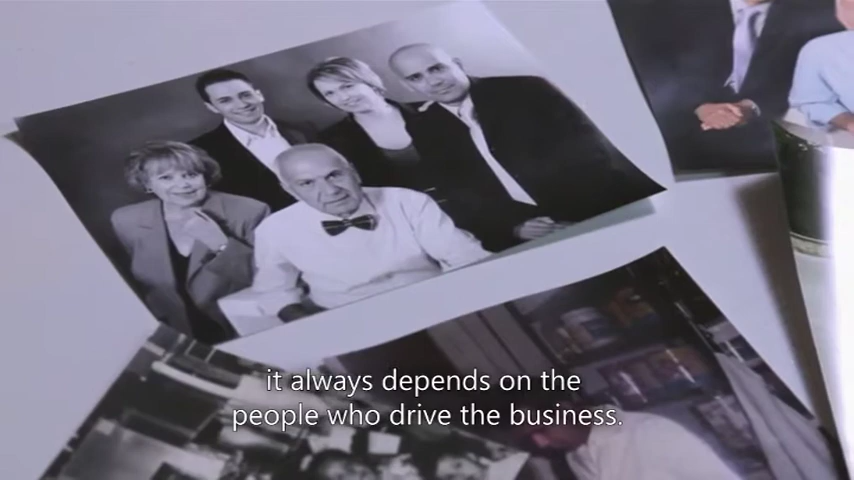 it always depends on the
people who drive the business.